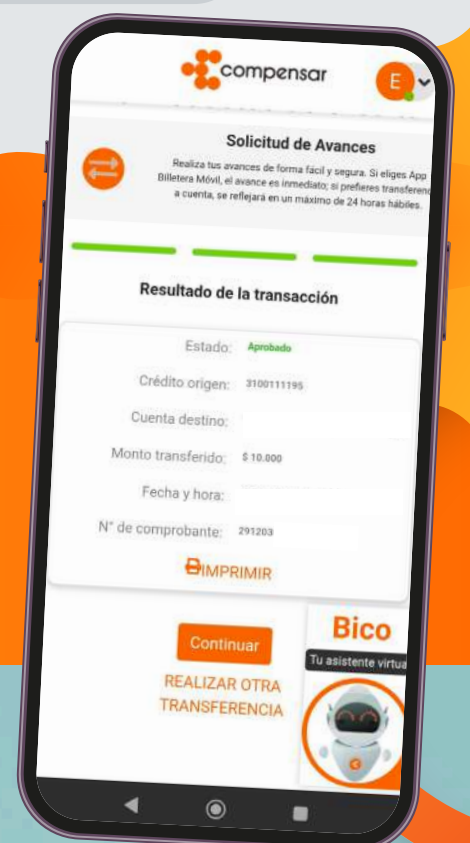 compensar
E
Solicitud de Avances
Realiza tus avances de forma fácil y segura. Si eliges App
Billetera Móvil, el avance es inmediato; si prefieres transferenc
a cuenta, se reflejará en un máximo de 24 horas hábiles.
Resultado de la transacción
Estado: Aprobado
Crédito origen: 3100111195
Cuenta destino:
Monto transferido: $ 10.000
Fecha y hora:
N° de comprobante: 291203
IMPRIMIR
Continuar
REALIZAR OTRA
TRANSFERENCIA
Bico
Tu asistente virtua